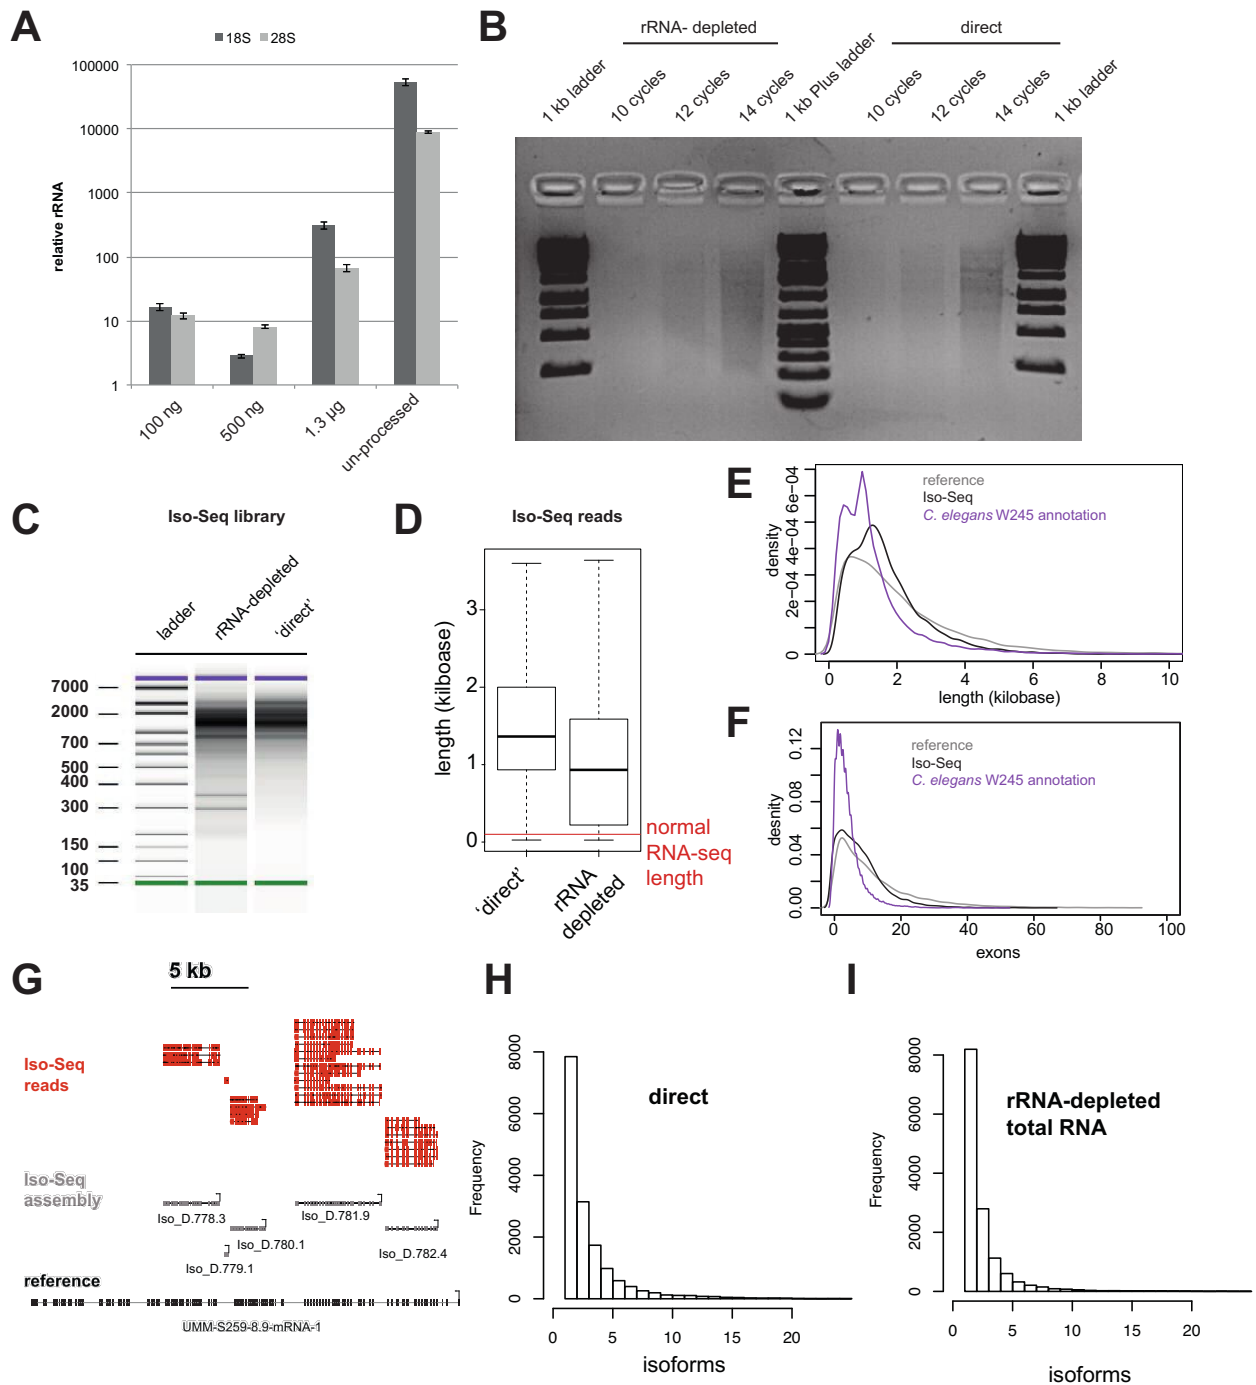 A
18S 28S
relative rRNA
100000
10000
1000
100
10
1
100 ng
500 ng
1.3 µg
un-processed
B
rRNA- depleted
direct
1 kb ladder
10 cycles
12 cycles
14 cycles
1 kb Plus ladder
10 cycles
12 cycles
14 cycles
1 kb ladder
C
Iso-Seq library
ladder
rRNA-depleted
‘direct’
7000
2000
700
500
400
300
150
100
35
D
Iso-Seq reads
length (kilboase)
3
2
1
0
normal
RNA-seq
length
‘direct’
rRNA
depleted
E
reference
Iso-Seq
C. elegans W245 annotation
density
0 2e−04 4e−04 6e−04
0 2 4 6 8 10
length (kilobase)
F
reference
Iso-Seq
C. elegans W245 annotation
desnity
0.00 0.04 0.08 0.12
0 20 40 60 80 100
exons
G
5 kb
Iso-Seq
reads
Iso-Seq
assembly
Iso_D.778.3
Iso_D.780.1
Iso_D.779.1
Iso_D.781.9
Iso_D.782.4
reference
UMM-S259-8.9-mRNA-1
H
direct
Frequency
0 2000 4000 6000 8000
0 5 10 15 20
isoforms
I
rRNA-depleted
total RNA
Frequency
0 2000 4000 6000 8000
0 5 10 15 20
isoforms